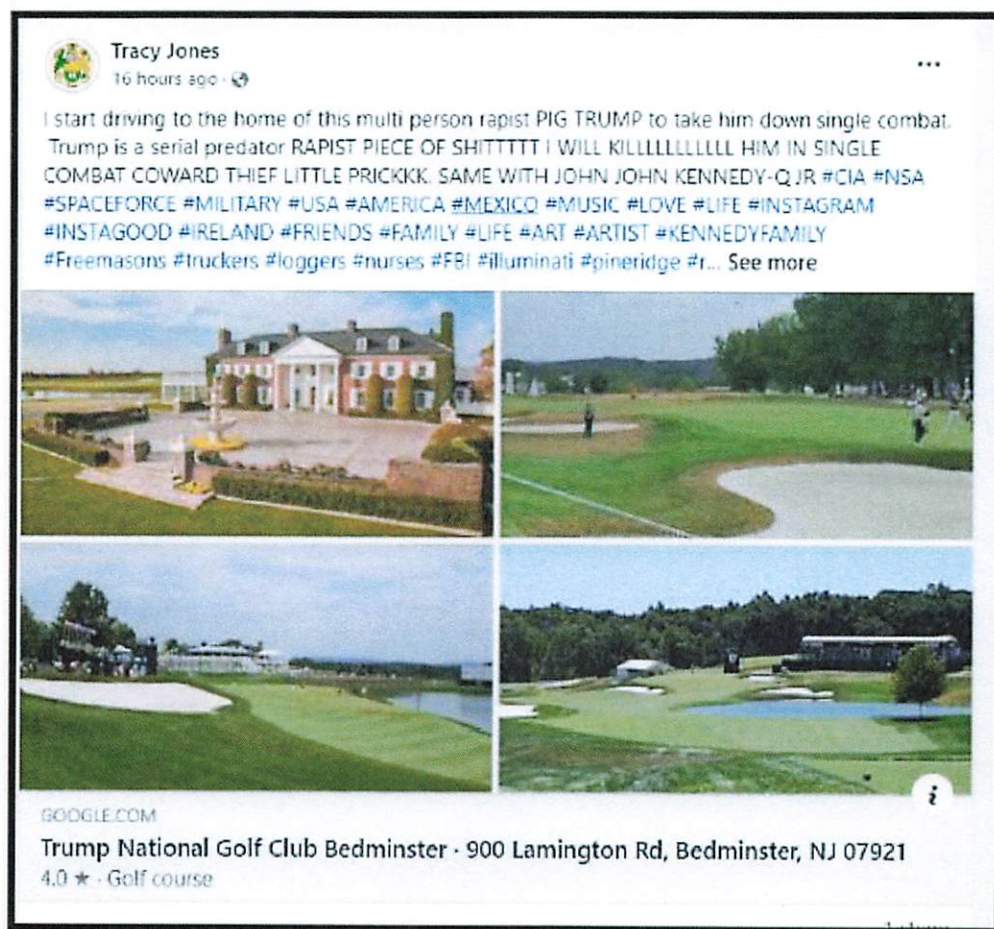 Tracy Jones
16 hours ago ·
...
I start driving to the home of this multi person rapist PIG TRUMP to take him down single combat.
Trump is a serial predator RAPIST PIECE OF SHITTTTT I WILL KILLLLLLLLLLL HIM IN SINGLE
COMBAT COWARD THIEF LITTLE PRICKKK. SAME WITH JOHN JOHN KENNEDY-Q JR #CIA #NSA
#SPACEFORCE #MILITARY #USA #AMERICA #MEXICO #MUSIC #LOVE #LIFE #INSTAGRAM
#INSTAGOOD #IRELAND #FRIENDS #FAMILY #LIFE #ART #ARTIST #KENNEDYFAMILY
#Freemasons #truckers #loggers #nurses #FBI #illuminati #pineridge #r... See more
i
GOOGLE.COM
Trump National Golf Club Bedminster · 900 Lamington Rd, Bedminster, NJ 07921
4.0 ★ · Golf course